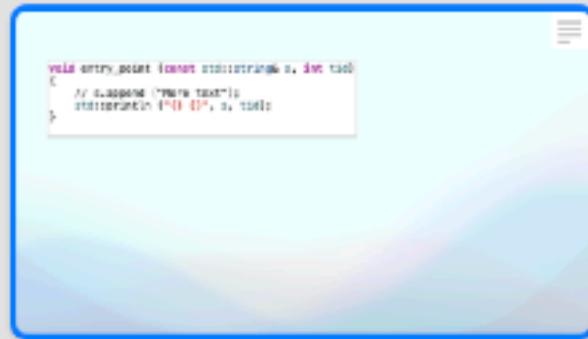 void entry_point (const std::string& s, int tid)
{
    // s.append ("More text");
    std::println ("{} {}", s, tid);
}